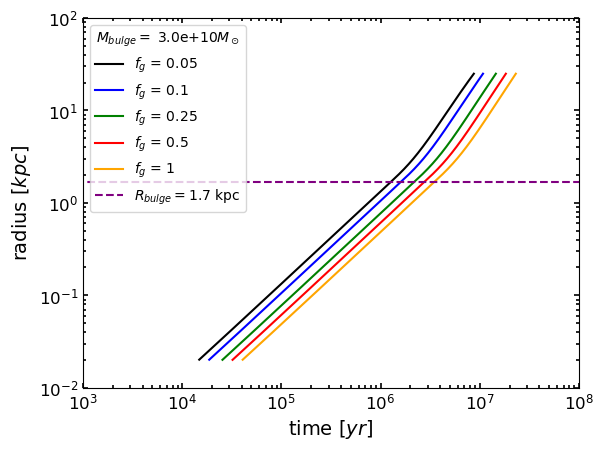 10²
10¹
10⁰
10⁻¹
10⁻²
radius [kpc]
M_bulge = 3.0e+10M_⊙
f_g = 0.05
f_g = 0.1
f_g = 0.25
f_g = 0.5
f_g = 1
R_bulge = 1.7 kpc
10³ 10⁴ 10⁵ 10⁶ 10⁷ 10⁸
time [yr]